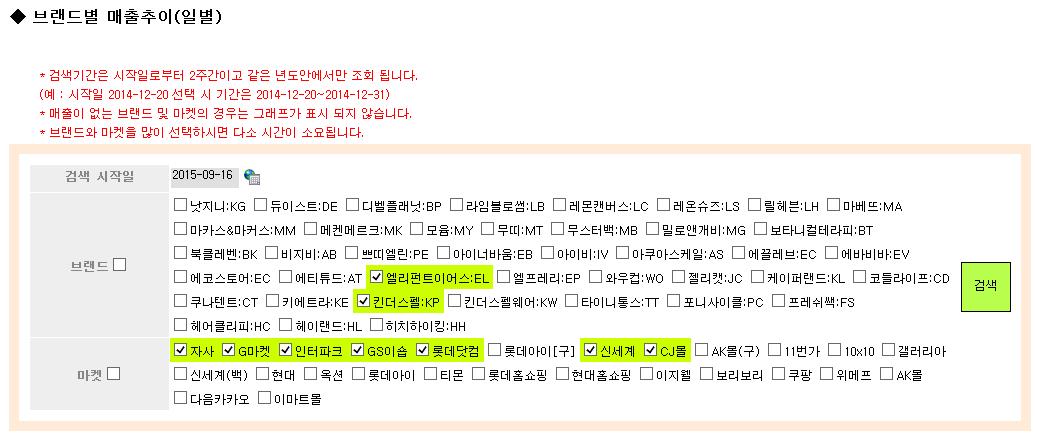 ◆ 브랜드별 매출추이(일별)
* 검색기간은 시작일로부터 2주간이고 같은 년도안에서만 조회 됩니다.
(예 : 시작일 2014-12-20 선택 시 기간은 2014-12-20~2014-12-31)
* 매출이 없는 브랜드 및 마켓의 경우는 그래프가 표시 되지 않습니다.
* 브랜드와 마켓을 많이 선택하시면 다소 시간이 소요됩니다.
검색 시작일 2015-09-16
낫지니:KG 듀이스트:DE 디벨플래닛:BP 라임블로썸:LB 레몬캔버스:LC 레온슈즈:LS 릴헤븐:LH 마베뜨:MA
마카스&마커스:MM 메켄메르크:MK 모음:MY 무띠:MT 무스터백:MB 밀로앤개비:MG 보타니컬테라피:BT
북클레벤:BK 비지비:AB 쁘띠엘린:PE 아이너바움:EB 아이비:IV 아쿠아스케일:AS 에끌레브:EC 에바비바:EV
브랜드
에코스토어:EC 에티튜드:AT 엘리펀트이어스:EL 엘프레리:EP 와우컵:WO 젤리캣:JC 케이퍼랜드:KL 코들라이프:CD
쿠나텐트:CT 키에트라:KE 킨더스펠:KP 킨더스펠웨어:KW 타이니통스:TT 포니사이클:PC 프레쉬쌕:FS
헤어클리피:HC 헤이랜드:HL 히치하이킹:HH
검색
마켓
자사 G마켓 인터파크 GS이숍 롯데닷컴 롯데아이[구] 신세계 CJ몰 AK몰(구) 11번가 10x10 갤러리아
신세계(백) 현대 옥션 롯데아이 티몬 롯데홈쇼핑 현대홈쇼핑 이지웰 보리보리 쿠팡 위메프 AK몰
다음카카오 이마트몰